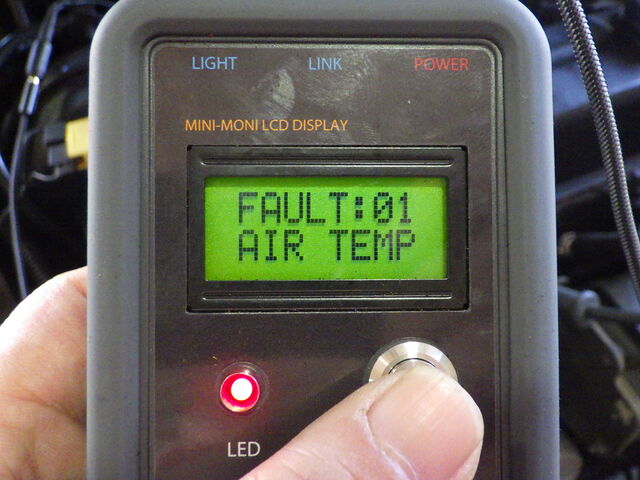 LIGHT LINK POWER
MINI-MONI LCD DISPLAY
FAULT:01
AIR TEMP
LED